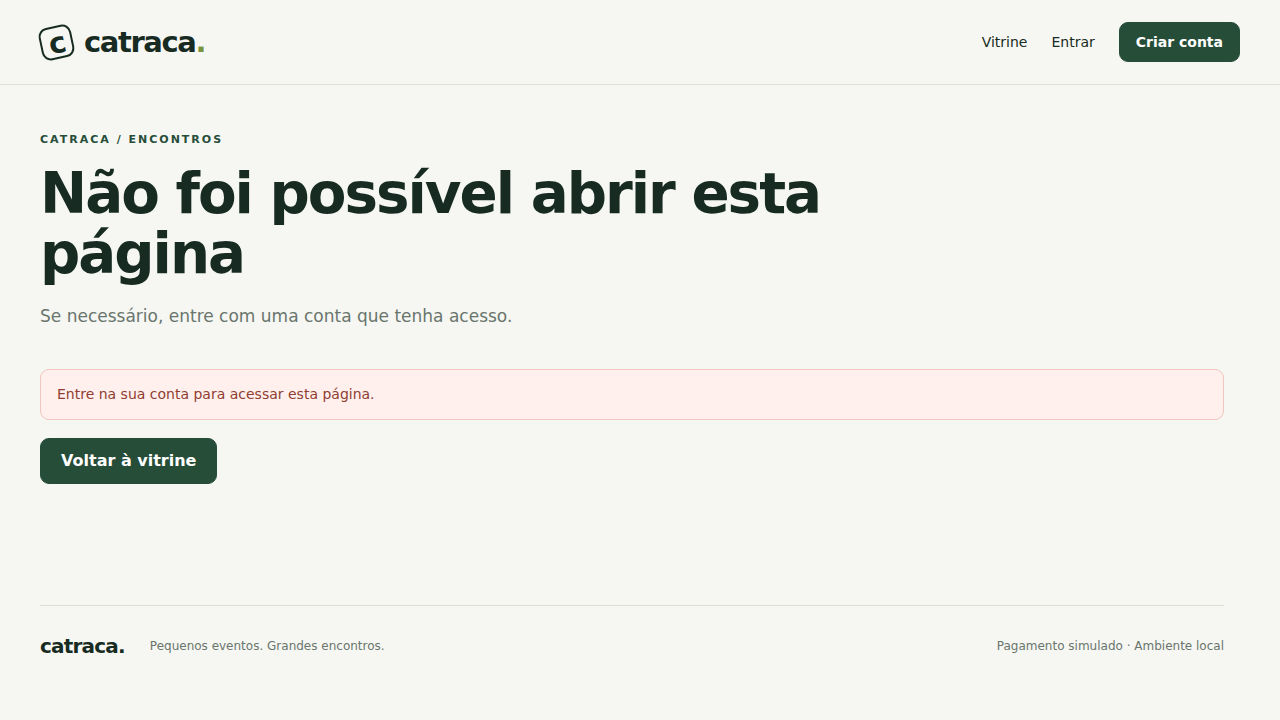 c catraca.
Vitrine
Entrar
Criar conta
CATRACA / ENCONTROS
Não foi possível abrir esta
página
Se necessário, entre com uma conta que tenha acesso.
Entre na sua conta para acessar esta página.
Voltar à vitrine
catraca.
Pequenos eventos. Grandes encontros.
Pagamento simulado · Ambiente local